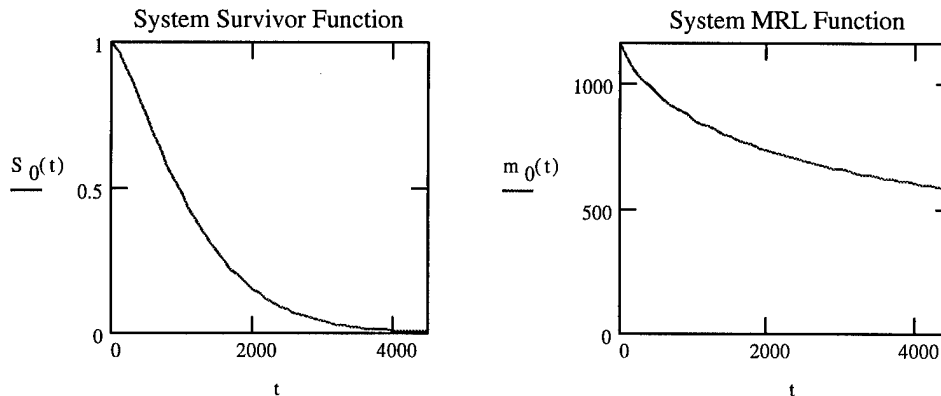 System Survivor Function
1
S 0(t)
0.5
0
0
2000
4000
t
System MRL Function
1000
m 0(t)
500
0
0
2000
4000
t